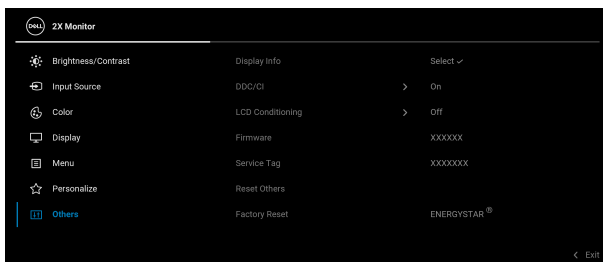 DELL 2X Monitor
Brightness/Contrast Display Info Select ✓
Input Source DDC/CI > On
Color LCD Conditioning > Off
Display Firmware XXXXXX
Menu Service Tag XXXXXXX
Personalize Reset Others
Others Factory Reset ENERGYSTAR ®
< Exit